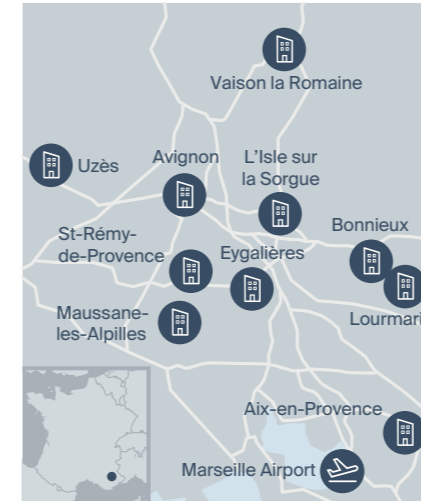 Vaison la Romaine
Uzès
Avignon
L'Isle sur
la Sorgue
Bonnieux
St-Rémy-
de-Provence
Eygalières
Maussane-
les-Alpilles
Lourmari
Aix-en-Provence
Marseille Airport